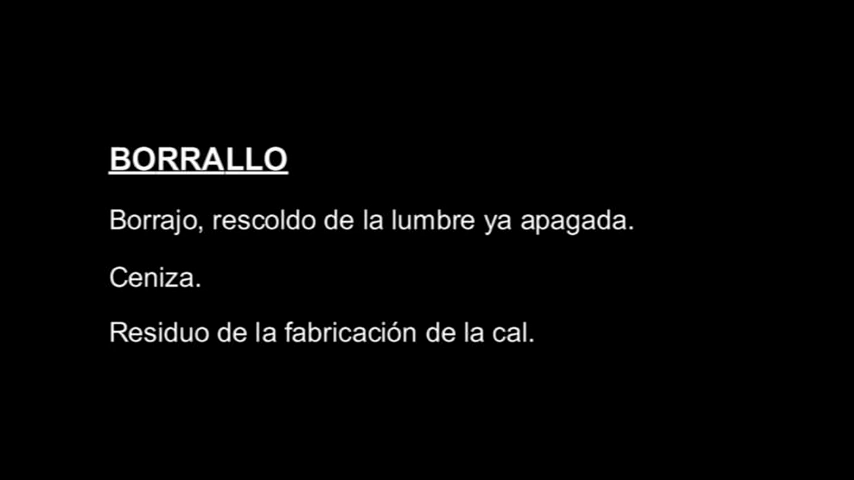 BORRALLO
Borrajo, rescoldo de la lumbre ya apagada.
Ceniza.
Residuo de la fabricación de la cal.